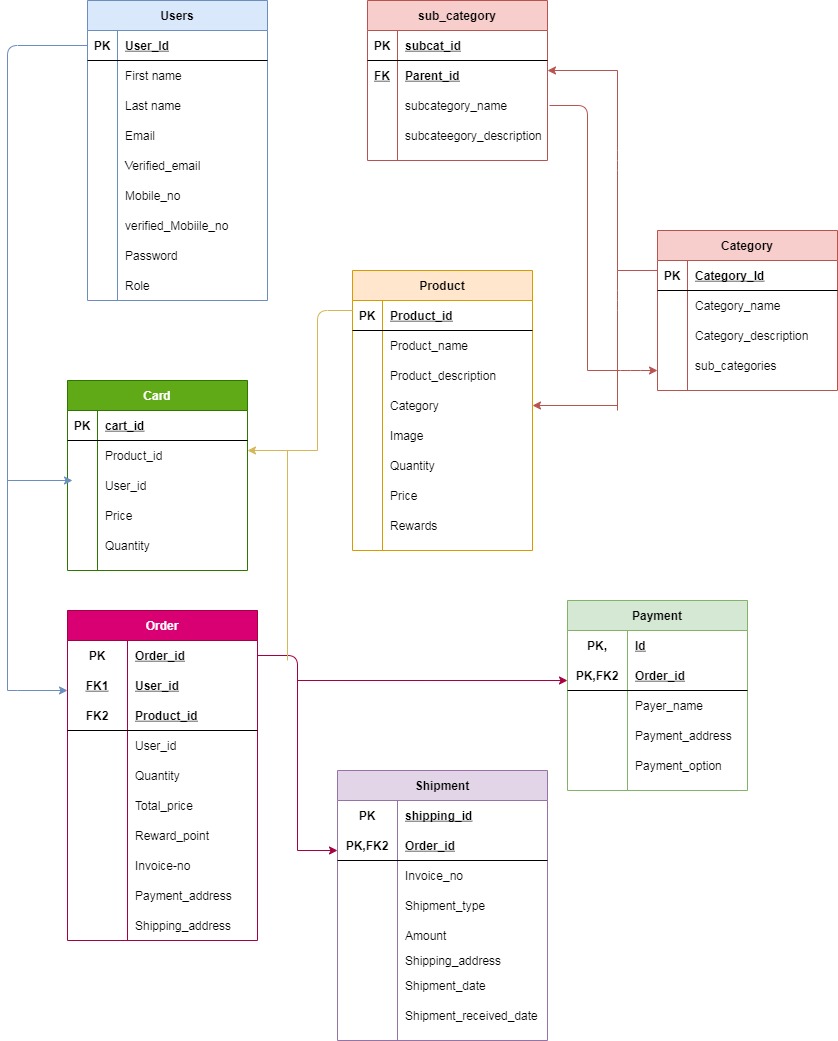 Users
PK User_Id
First name
Last name
Email
Verified_email
Mobile_no
verified_Mobiile_no
Password
Role
sub_category
PK subcat_id
FK Parent_id
subcategory_name
subcateegory_description
Category
PK Category_Id
Category_name
Category_description
sub_categories
Product
PK Product_id
Product_name
Product_description
Category
Image
Quantity
Price
Rewards
Card
PK cart_id
Product_id
User_id
Price
Quantity
Order
PK Order_id
FK1 User_id
FK2 Product_id
User_id
Quantity
Total_price
Reward_point
Invoice-no
Payment_address
Shipping_address
Payment
PK, Id
PK,FK2 Order_id
Payer_name
Payment_address
Payment_option
Shipment
PK shipping_id
PK,FK2 Order_id
Invoice_no
Shipment_type
Amount
Shipping_address
Shipment_date
Shipment_received_date